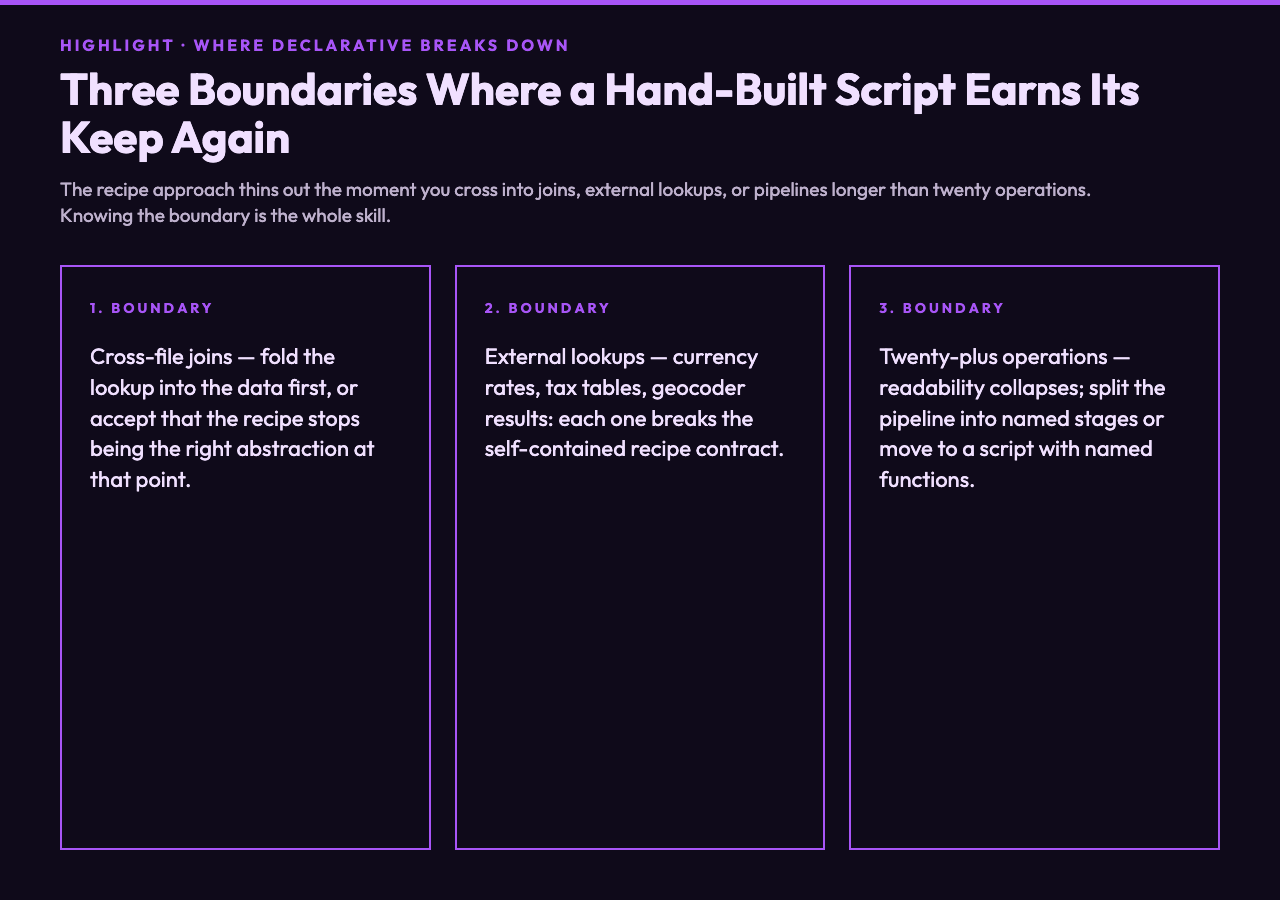 HIGHLIGHT · WHERE DECLARATIVE BREAKS DOWN
Three Boundaries Where a Hand-Built Script Earns Its
Keep Again
The recipe approach thins out the moment you cross into joins, external lookups, or pipelines longer than twenty operations.
Knowing the boundary is the whole skill.
1. BOUNDARY
Cross-file joins — fold the
lookup into the data first, or
accept that the recipe stops
being the right abstraction at
that point.
2. BOUNDARY
External lookups — currency
rates, tax tables, geocoder
results: each one breaks the
self-contained recipe contract.
3. BOUNDARY
Twenty-plus operations —
readability collapses; split the
pipeline into named stages or
move to a script with named
functions.